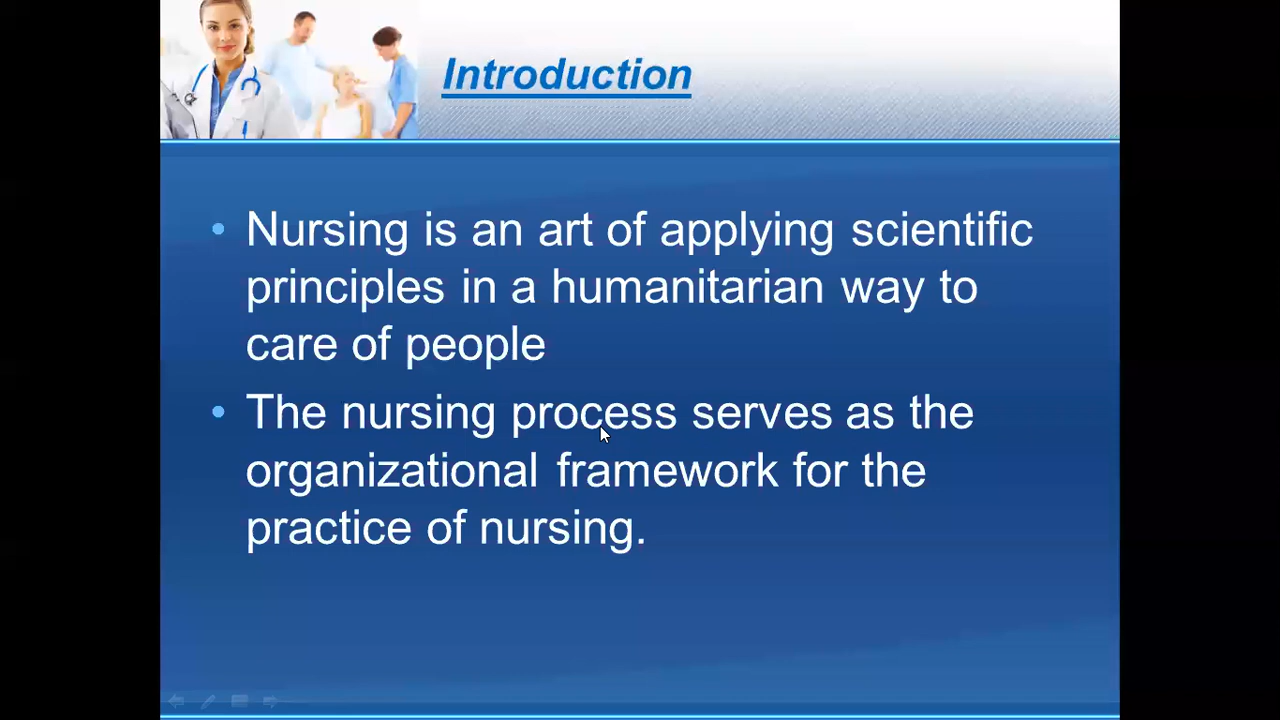 Introduction
• Nursing is an art of applying scientific
principles in a humanitarian way to
care of people
• The nursing process serves as the
organizational framework for the
practice of nursing.